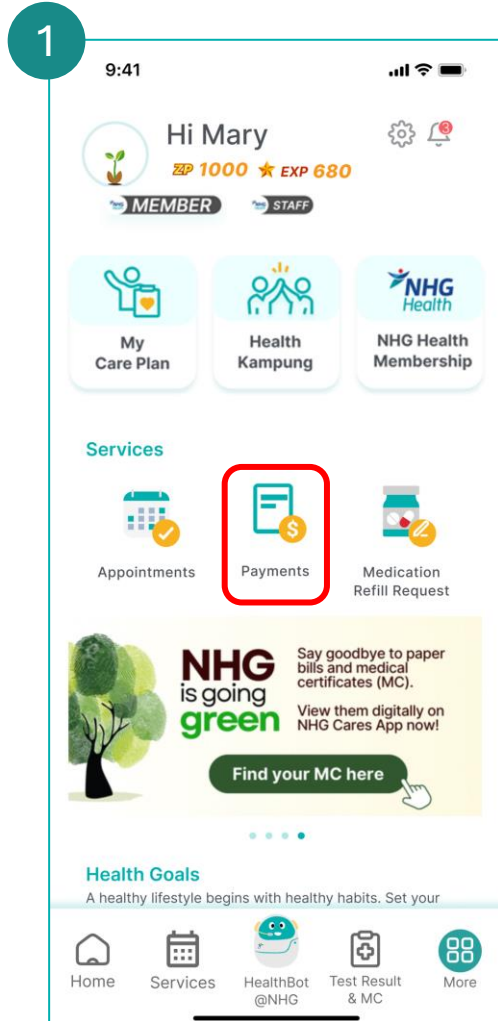 1
9:41
Hi Mary
3
ZP 1000 EXP 680
NHG MEMBER NHG STAFF
NHG
Health
My
Care Plan
Health
Kampung
NHG Health
Membership
Services
$
Appointments
Payments
Medication
Refill Request
NHG
is going
green
Say goodbye to paper
bills and medical
certificates (MC).
View them digitally on
NHG Cares App now!
Find your MC here
Health Goals
A healthy lifestyle begins with healthy habits. Set your
Home
Services
HealthBot
@NHG
Test Result
& MC
More